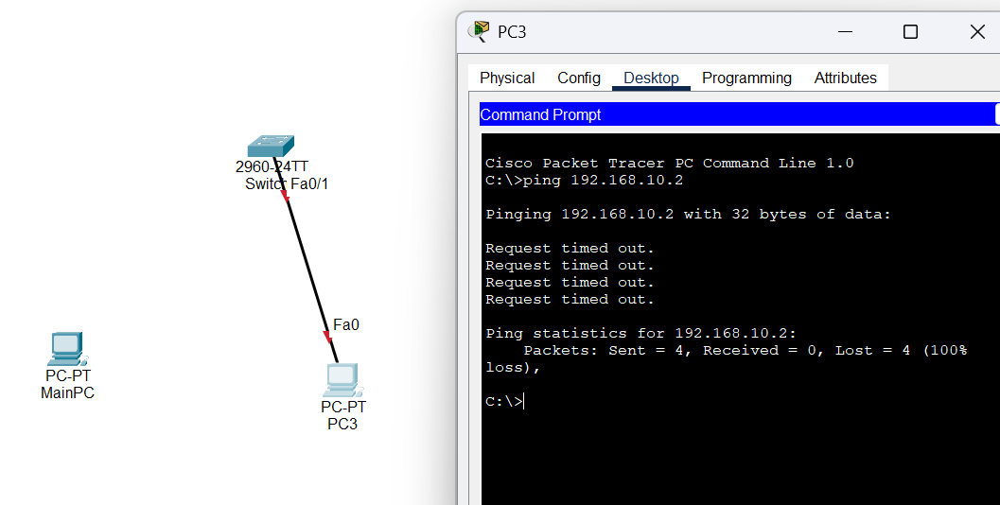 PC3
Physical Config Desktop Programming Attributes
Command Prompt
Cisco Packet Tracer PC Command Line 1.0
C:\>ping 192.168.10.2
Pinging 192.168.10.2 with 32 bytes of data:
Request timed out.
Request timed out.
Request timed out.
Request timed out.
Ping statistics for 192.168.10.2:
Packets: Sent = 4, Received = 0, Lost = 4 (100%
loss),
C:\>
2960-24TT
Switc Fa0/1
Fa0
PC-PT
MainPC
PC-PT
PC3